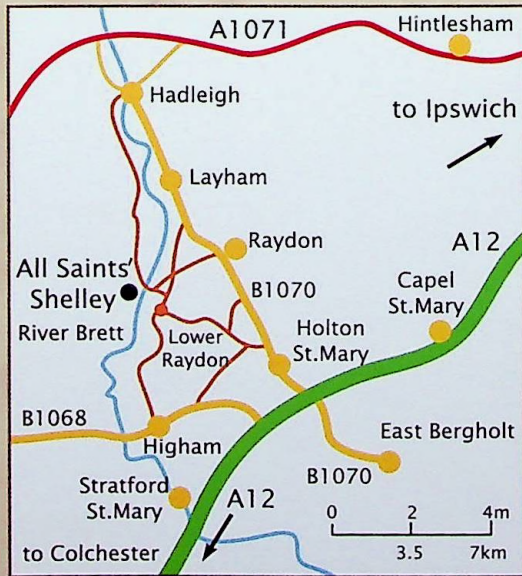 A1071
Hintlesham
Hadleigh
to Ipswich
Layham
A12
Raydon
All Saints'
Shelley
B1070
Capel
St.Mary
River Brett
Lower
Raydon
Holton
St.Mary
B1068
Higham
East Bergholt
B1070
Stratford
St.Mary
A12
0 2 4m
3.5 7km
to Colchester